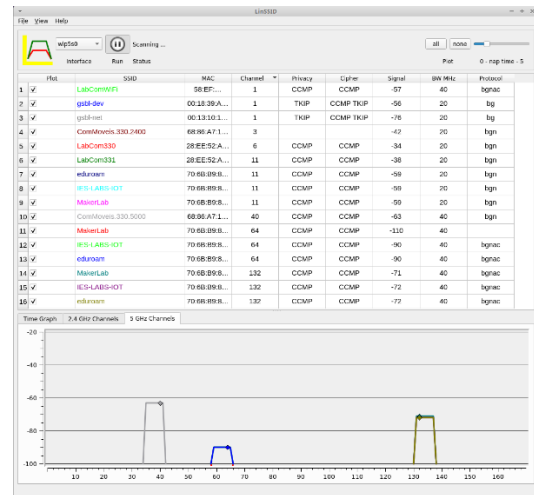 LinSSID
File View Help
wlp5s0 Scanning ... all none
Interface Run Status Plot 0 - nap time - 5
Plot SSID MAC Channel Privacy Cipher Signal BW MHz Protocol
1 LabComWiFi 58:EF:... 1 CCMP CCMP -57 40 bgnac
2 gsbl-dev 00:18:39:A... 1 TKIP CCMP TKIP -56 20 bg
3 gsbl-net 00:13:10:1... 1 TKIP CCMP TKIP -76 20 bg
4 ComMoveis.330.2400 68:86:A7:1... 3 -42 20 bgn
5 LabCom330 28:EE:52:A... 6 CCMP CCMP -34 20 bgn
6 LabCom331 28:EE:52:A... 11 CCMP CCMP -38 20 bgn
7 eduroam 70:6B:B9:8... 11 CCMP CCMP -59 20 bgn
8 IES-LABS-IOT 70:6B:B9:8... 11 CCMP CCMP -59 20 bgn
9 MakerLab 70:6B:B9:8... 11 CCMP CCMP -59 20 bgn
10 ComMoveis.330.5000 68:86:A7:1... 40 CCMP CCMP -63 40 bgn
11 MakerLab 70:6B:B9:8... 64 CCMP CCMP -110 40
12 IES-LABS-IOT 70:6B:B9:8... 64 CCMP CCMP -90 40 bgnac
13 eduroam 70:6B:B9:8... 64 CCMP CCMP -90 40 bgnac
14 MakerLab 70:6B:B9:8... 132 CCMP CCMP -71 40 bgnac
15 IES-LABS-IOT 70:6B:B9:8... 132 CCMP CCMP -72 40 bgnac
16 eduroam 70:6B:B9:8... 132 CCMP CCMP -72 40 bgnac
Time Graph 2.4 GHz Channels 5 GHz Channels
-20
-40
-60
-80
-100
10 20 30 40 50 60 70 80 90 100 110 120 130 140 150 160